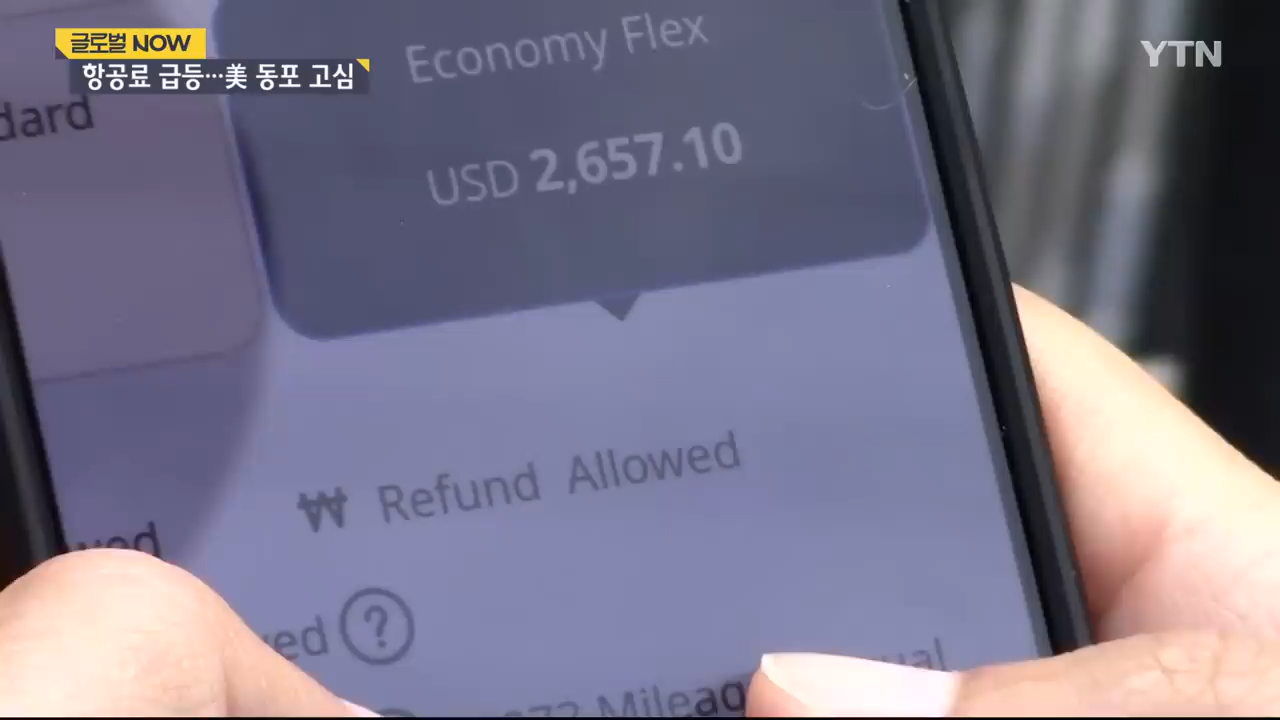 글로벌 NOW
YTN
항공료 급등…美 동포 고심
Economy Flex
dard
USD 2,657.10
₩ Refund Allowed
?
Mileag